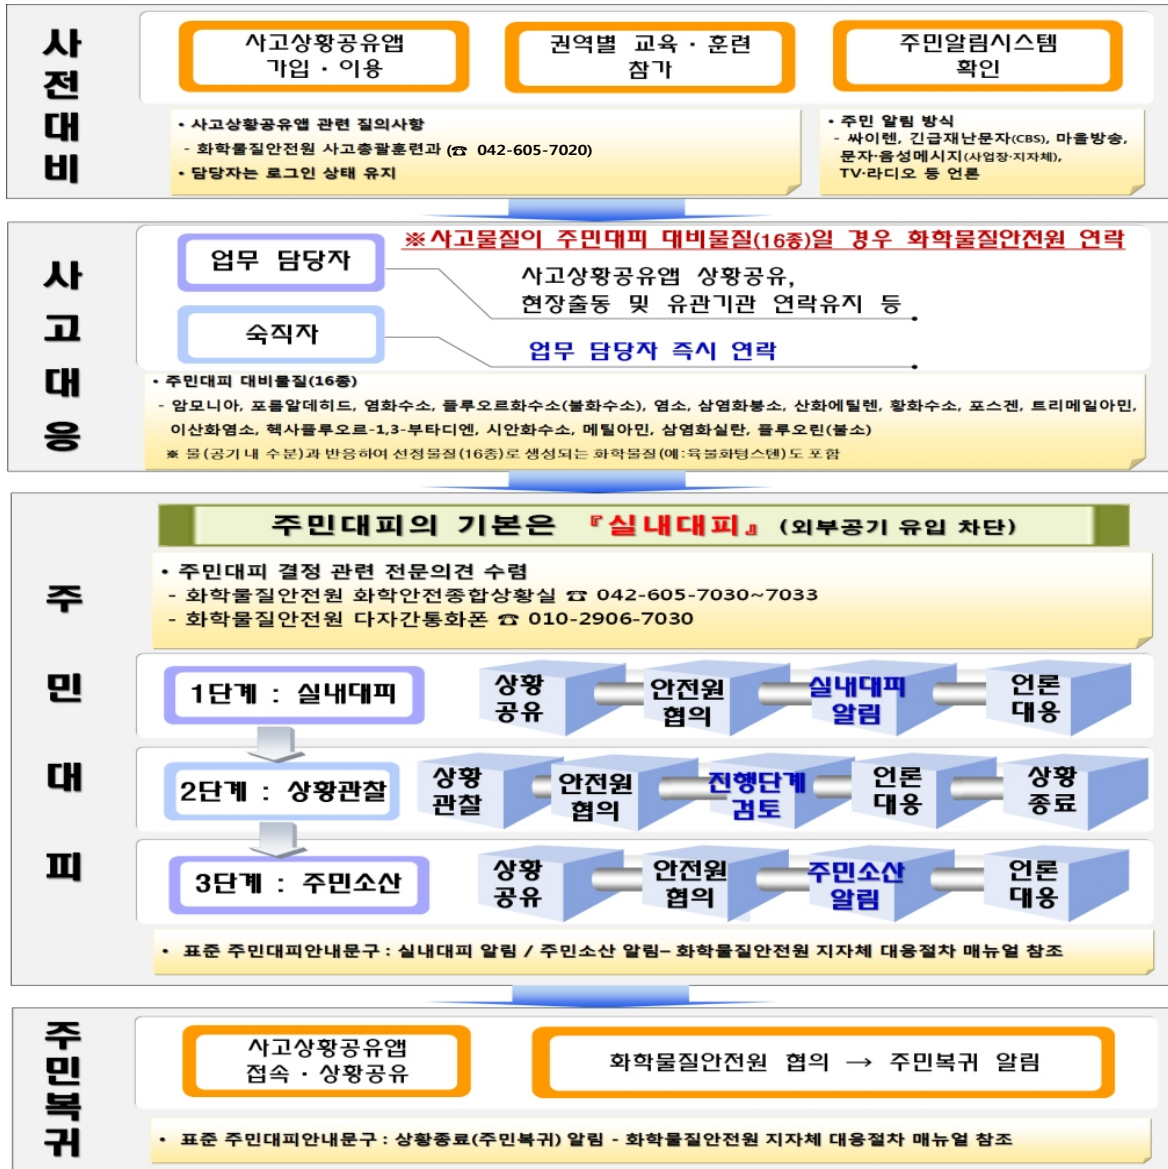 사전대비
사고상황공유앱
가입 · 이용
권역별 교육 · 훈련
참가
주민알림시스템
확인
• 사고상황공유앱 관련 질의사항
- 화학물질안전원 사고총괄훈련과 (☎ 042-605-7020)
• 담당자는 로그인 상태 유지
• 주민 알림 방식
- 싸이렌, 긴급재난문자(CBS), 마을방송,
문자·음성메시지(사업장·지자체),
TV·라디오 등 언론
사고대응
※ 사고물질이 주민대피 대비물질(16종)일 경우 화학물질안전원 연락
업무 담당자
사고상황공유앱 상황공유,
현장출동 및 유관기관 연락유지 등
숙직자
업무 담당자 즉시 연락
• 주민대피 대비물질(16종)
- 암모니아, 포름알데히드, 염화수소, 플루오르화수소(불화수소), 염소, 삼염화붕소, 산화에틸렌, 황화수소, 포스겐, 트리메일아민,
이산화염소, 헥사플루오르-1,3-부타디엔, 시안화수소, 메틸아민, 삼염화실란, 플루오린(불소)
※ 물(공기 내 수분)과 반응하여 선정물질(16종)로 생성되는 화학물질(예:육불화텅스텐)도 포함
주민대피
주민대피의 기본은 『실내대피』 (외부공기 유입 차단)
• 주민대피 결정 관련 전문의견 수렴
- 화학물질안전원 화학안전종합상황실 ☎ 042-605-7030~7033
- 화학물질안전원 다자간통화폰 ☎ 010-2906-7030
1단계 : 실내대피
상황
공유
안전원
협의
실내대피
알림
언론
대응
2단계 : 상황관찰
상황
관찰
안전원
협의
진행단계
검토
언론
대응
상황
종료
3단계 : 주민소산
상황
공유
안전원
협의
주민소산
알림
언론
대응
• 표준 주민대피안내문구 : 실내대피 알림 / 주민소산 알림– 화학물질안전원 지자체 대응절차 매뉴얼 참조
주민복귀
사고상황공유앱
접속 · 상황공유
화학물질안전원 협의 → 주민복귀 알림
• 표준 주민대피안내문구 : 상황종료(주민복귀) 알림 - 화학물질안전원 지자체 대응절차 매뉴얼 참조